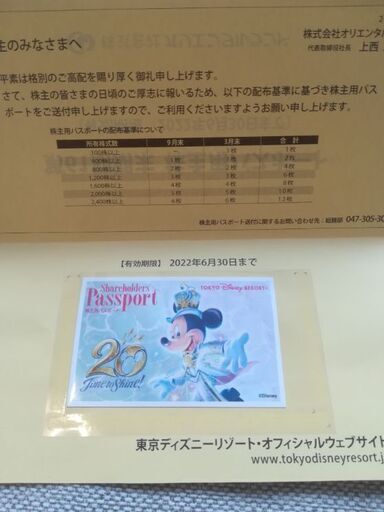 株式会社オリエンタル
代表取締役社長 上西
主のみなさまへ
平素は格別のご高配を賜り厚く御礼申し上げます。
さて、株主の皆さまの日ごろの厚志に報いるため、以下の配布基準に基づき株主用パス
ポートをご送付申し上げますので、ご利用くださいますようお願い申し上げます。
株主用パスポートの配布基準について
所有株式数 9月末 3月末 合計
100株以上 ー 1枚 1枚
400株以上 1枚 1枚 2枚
800株以上 2枚 2枚 4枚
1,200株以上 3枚 3枚 6枚
1,600株以上 4枚 4枚 8枚
2,000株以上 5枚 5枚 10枚
2,400株以上 6枚 6枚 12枚
株主用パスポート送付に関するお問い合わせ先：総務部 047-305-30
【有効期限】 2022年6月30日まで
Shareholders'
Passport
株主用パスポート
TOKYO Disney RESORT
20
Time to Shine!
©Disney
東京ディズニーリゾート・オフィシャルウェブサイト
www.tokyodisneyresort.j